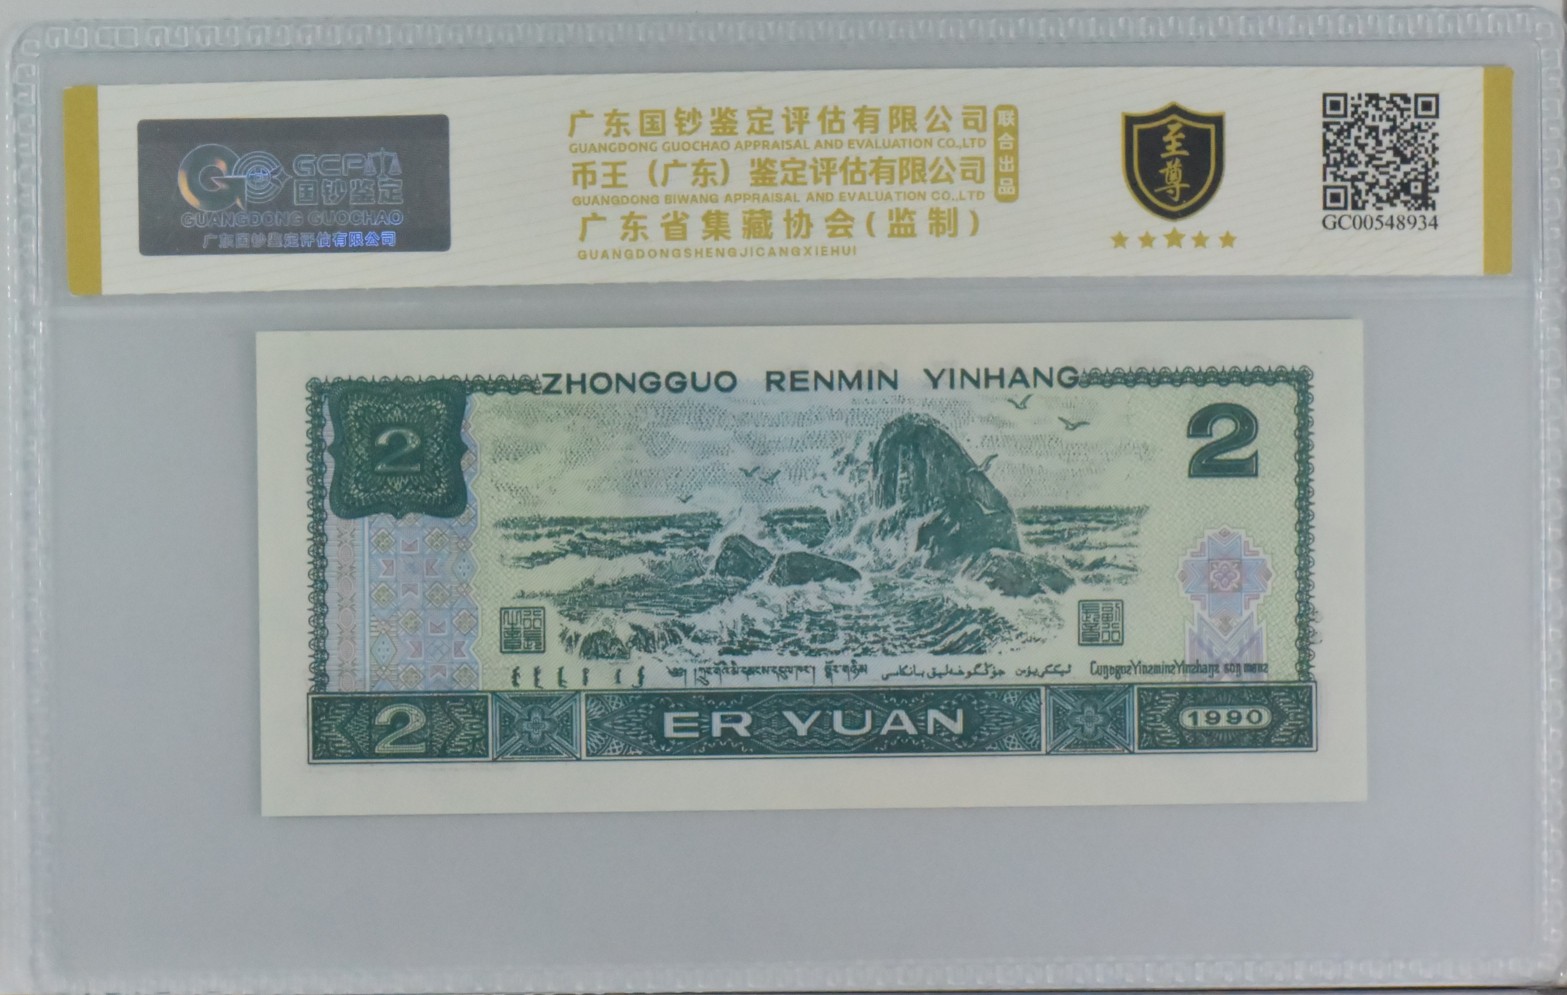 GCP
国钞鉴定
GUANGDONG GUOCHAO
广东国钞鉴定评估有限公司
广东国钞鉴定评估有限公司
GUANGDONG GUOCHAO APPRAISAL AND EVALUATION CO.,LTD
币王（广东）鉴定评估有限公司
GUANGDONG BIWANG APPRAISAL AND EVALUATION CO.,LTD
广东省集藏协会(监制)
GUANGDONGSHENGJICANGXIEHUI
联合出品
至尊
GC00548934
ZHONGGUO RENMIN YINHANG
2
2
2
ER YUAN
1990